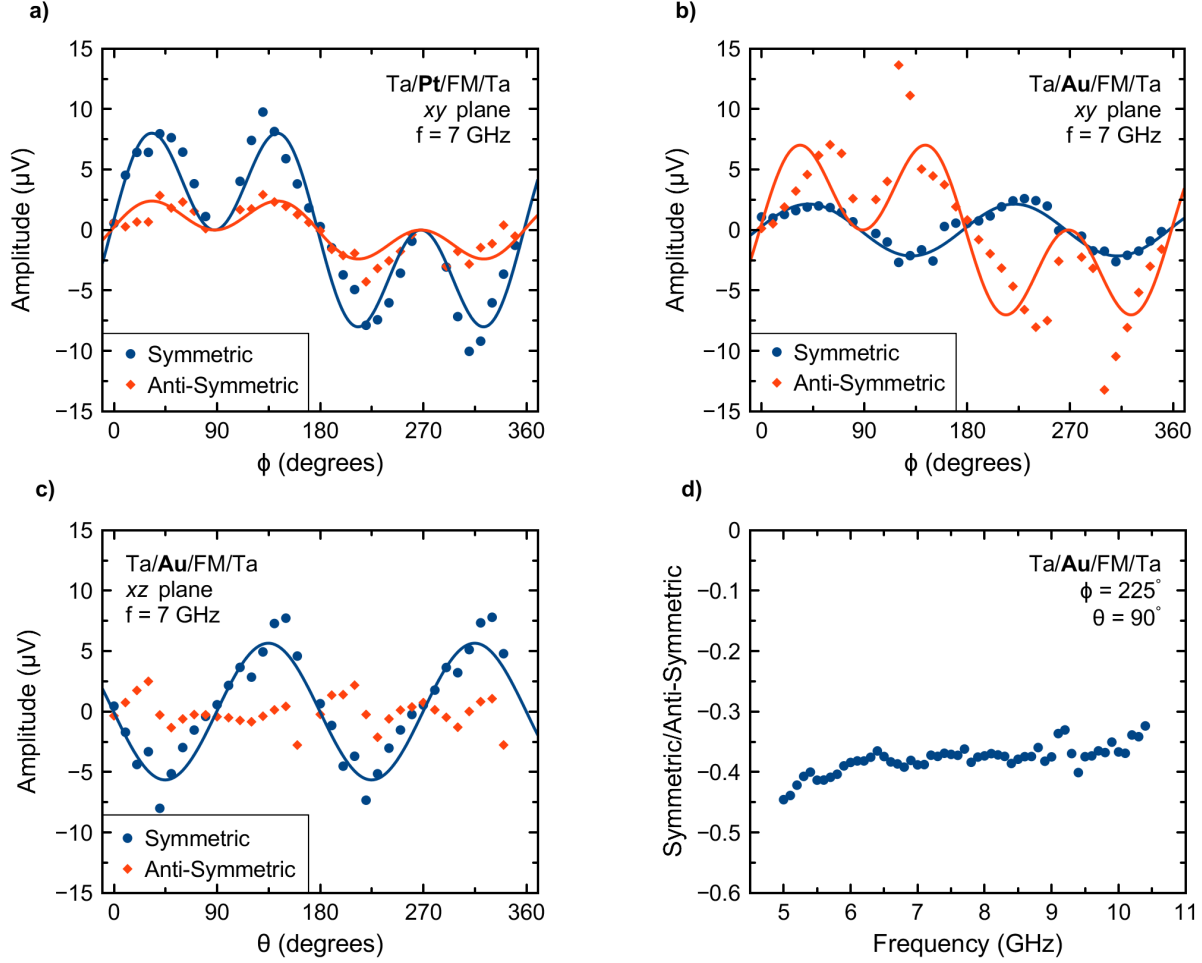 a)
15
10
5
0
−5
−10
−15
Amplitude (μV)
Ta/Pt/FM/Ta
xy plane
f = 7 GHz
Symmetric
Anti-Symmetric
0
90
180
270
360
ϕ (degrees)
b)
15
10
5
0
−5
−10
−15
Amplitude (μV)
Ta/Au/FM/Ta
xy plane
f = 7 GHz
Symmetric
Anti-Symmetric
0
90
180
270
360
ϕ (degrees)
c)
15
10
5
0
−5
−10
−15
Amplitude (μV)
Ta/Au/FM/Ta
xz plane
f = 7 GHz
Symmetric
Anti-Symmetric
0
90
180
270
360
θ (degrees)
d)
0
−0.1
−0.2
−0.3
−0.4
−0.5
−0.6
Symmetric/Anti-Symmetric
Ta/Au/FM/Ta
ϕ = 225°
θ = 90°
5
6
7
8
9
10
11
Frequency (GHz)